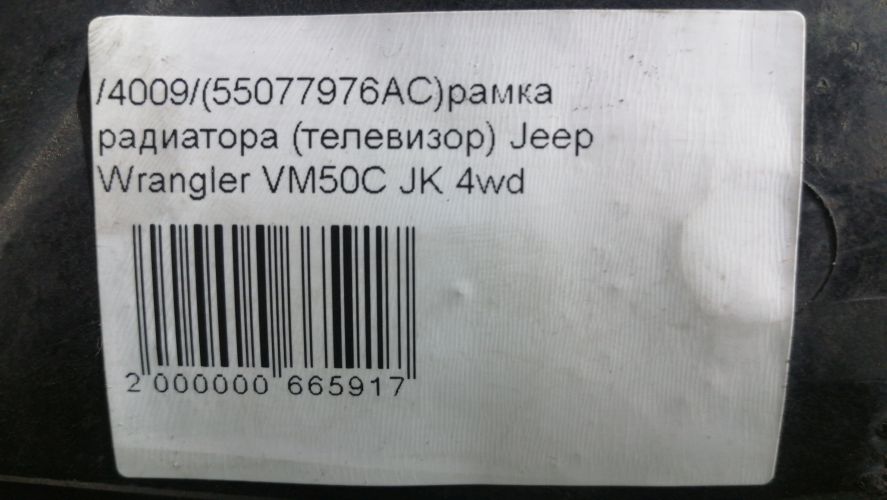 /4009/(55077976AC)рамка
радиатора (телевизор) Jeep
Wrangler VM50C JK 4wd
2 000000 665917